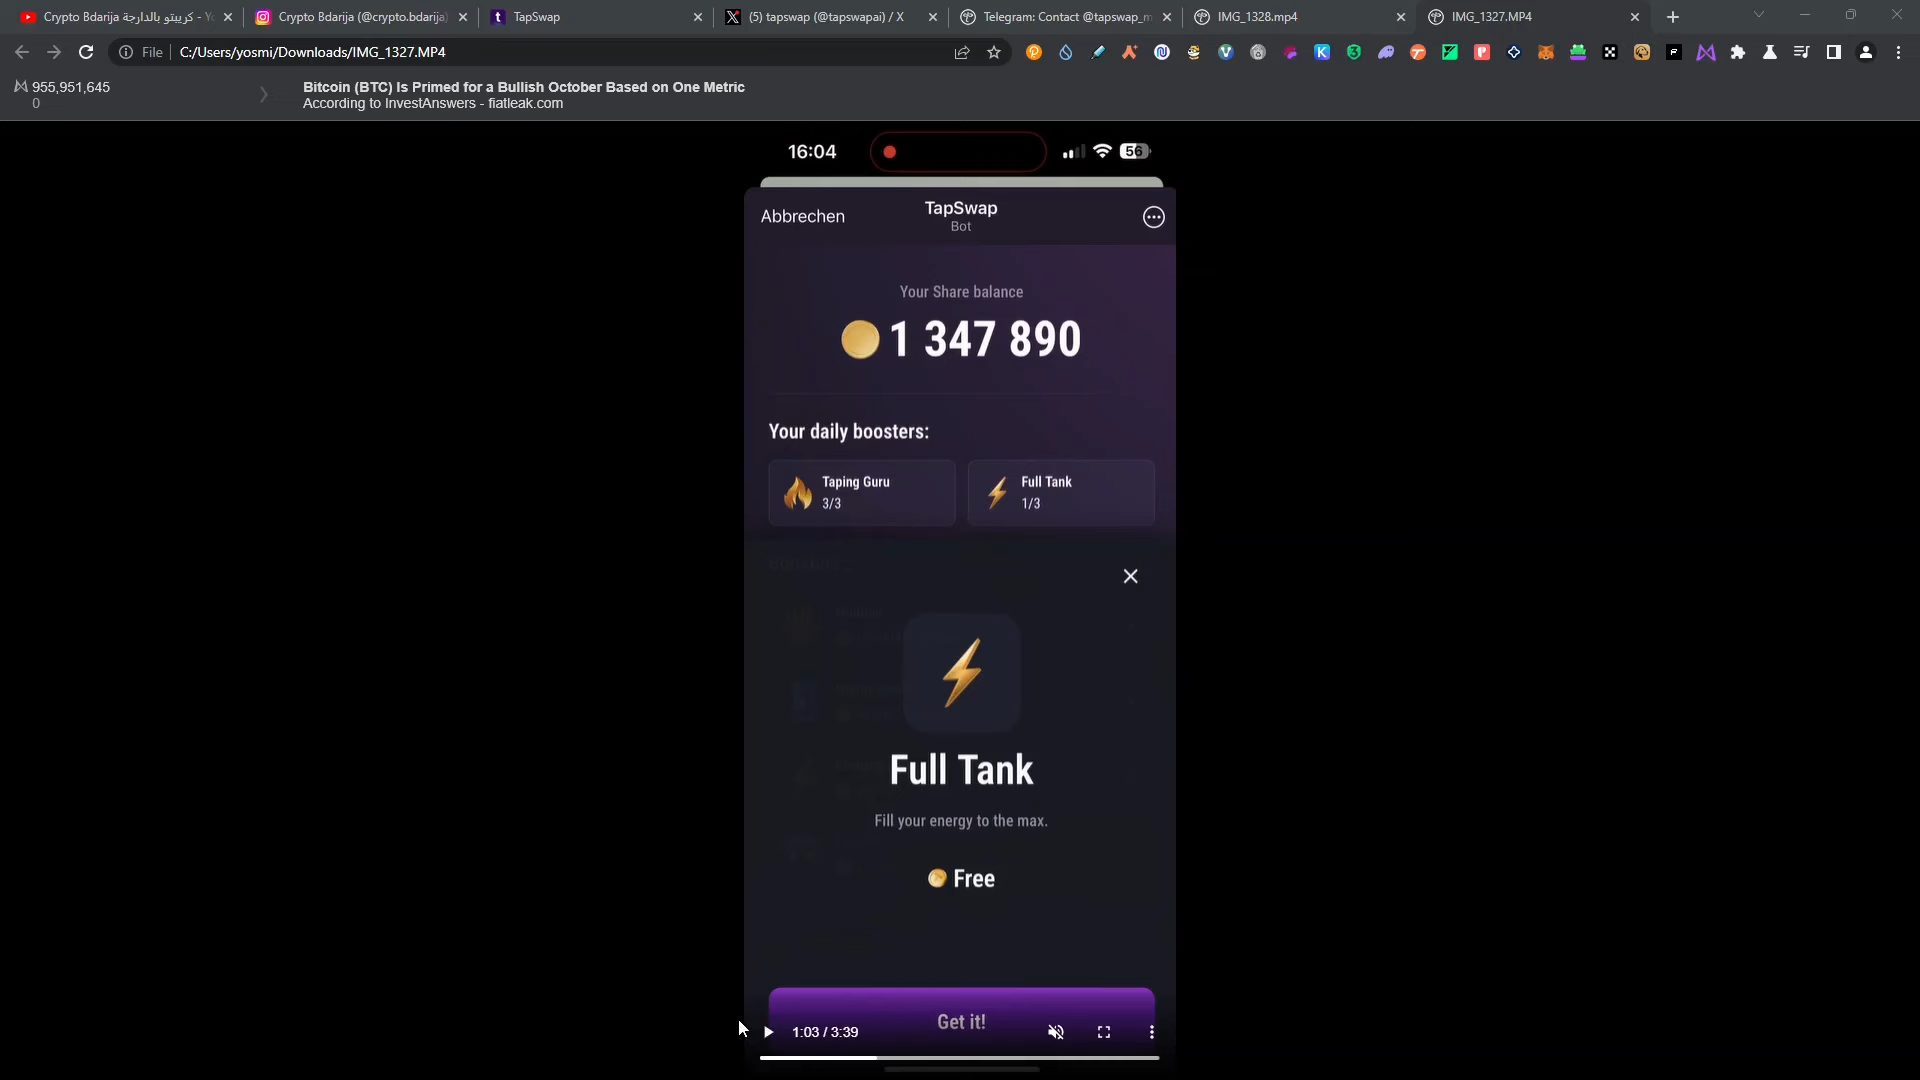 Crypto Bdarija كريبتو بالدارجة - Yo
Crypto Bdarija (@crypto.bdarija)
TapSwap
(5) tapswap (@tapswapai) / X
Telegram: Contact @tapswap_m
IMG_1328.mp4
IMG_1327.MP4
File
C:/Users/yosmi/Downloads/IMG_1327.MP4
955,951,645
0
Bitcoin (BTC) Is Primed for a Bullish October Based on One Metric
According to InvestAnswers - fiatleak.com
16:04
56
Abbrechen
TapSwap
Bot
Your Share balance
1 347 890
Your daily boosters:
Taping Guru
3/3
Full Tank
1/3
Full Tank
Fill your energy to the max.
Free
Get it!
1:03 / 3:39